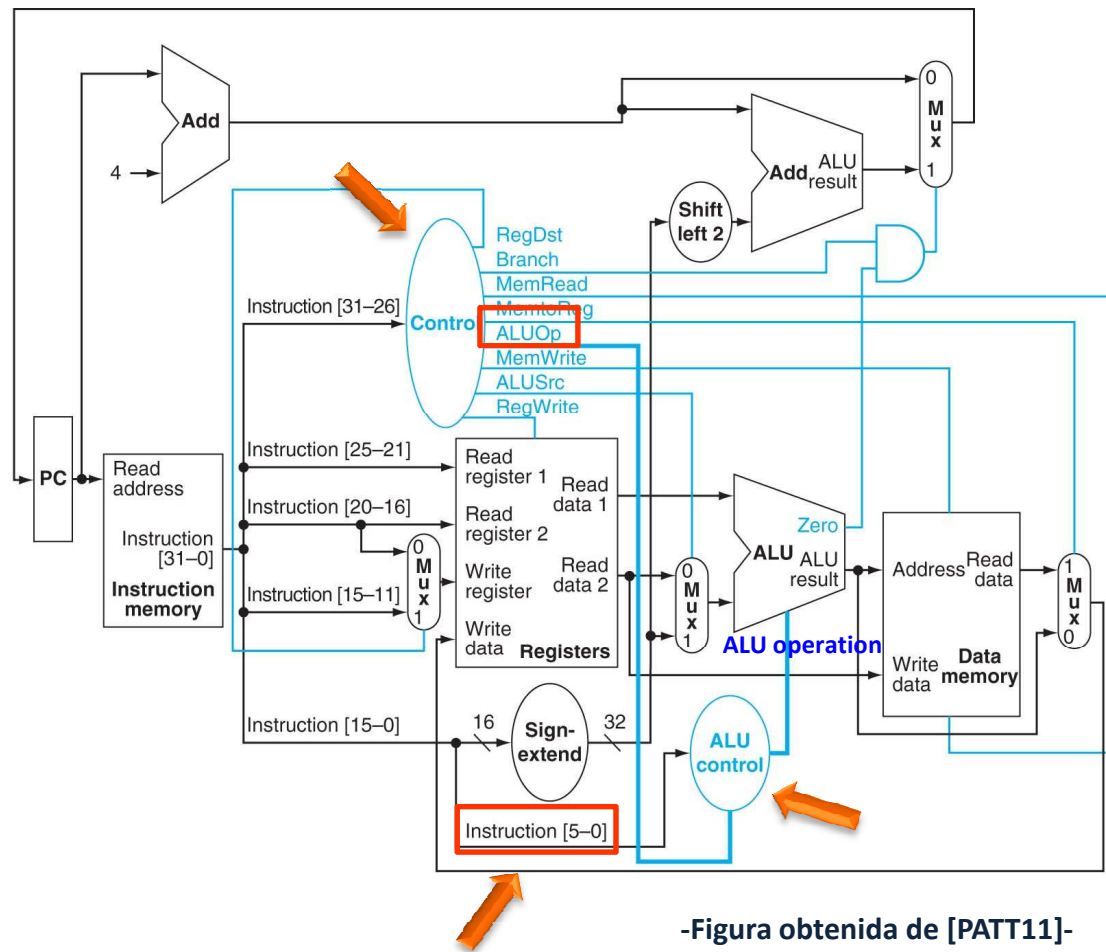 Add
4
0
M
u
x
1
Add
ALU
result
Shift
left 2
RegDst
Branch
MemRead
MemtoReg
ALUOp
MemWrite
ALUSrc
RegWrite
Instruction [31–26]
Control
PC
Read
address
Instruction
[31–0]
Instruction
memory
Instruction [25–21]
Instruction [20–16]
Instruction [15–11]
0
M
u
x
1
Read
register 1
Read
register 2
Write
register
Write
data
Read
data 1
Read
data 2
Registers
0
M
u
x
1
Zero
ALU
ALU
result
ALU operation
Address
Read
data
Write
data
Data
memory
1
M
u
x
0
Instruction [15–0]
16
Sign-
extend
32
ALU
control
Instruction [5–0]
-Figura obtenida de [PATT11]-